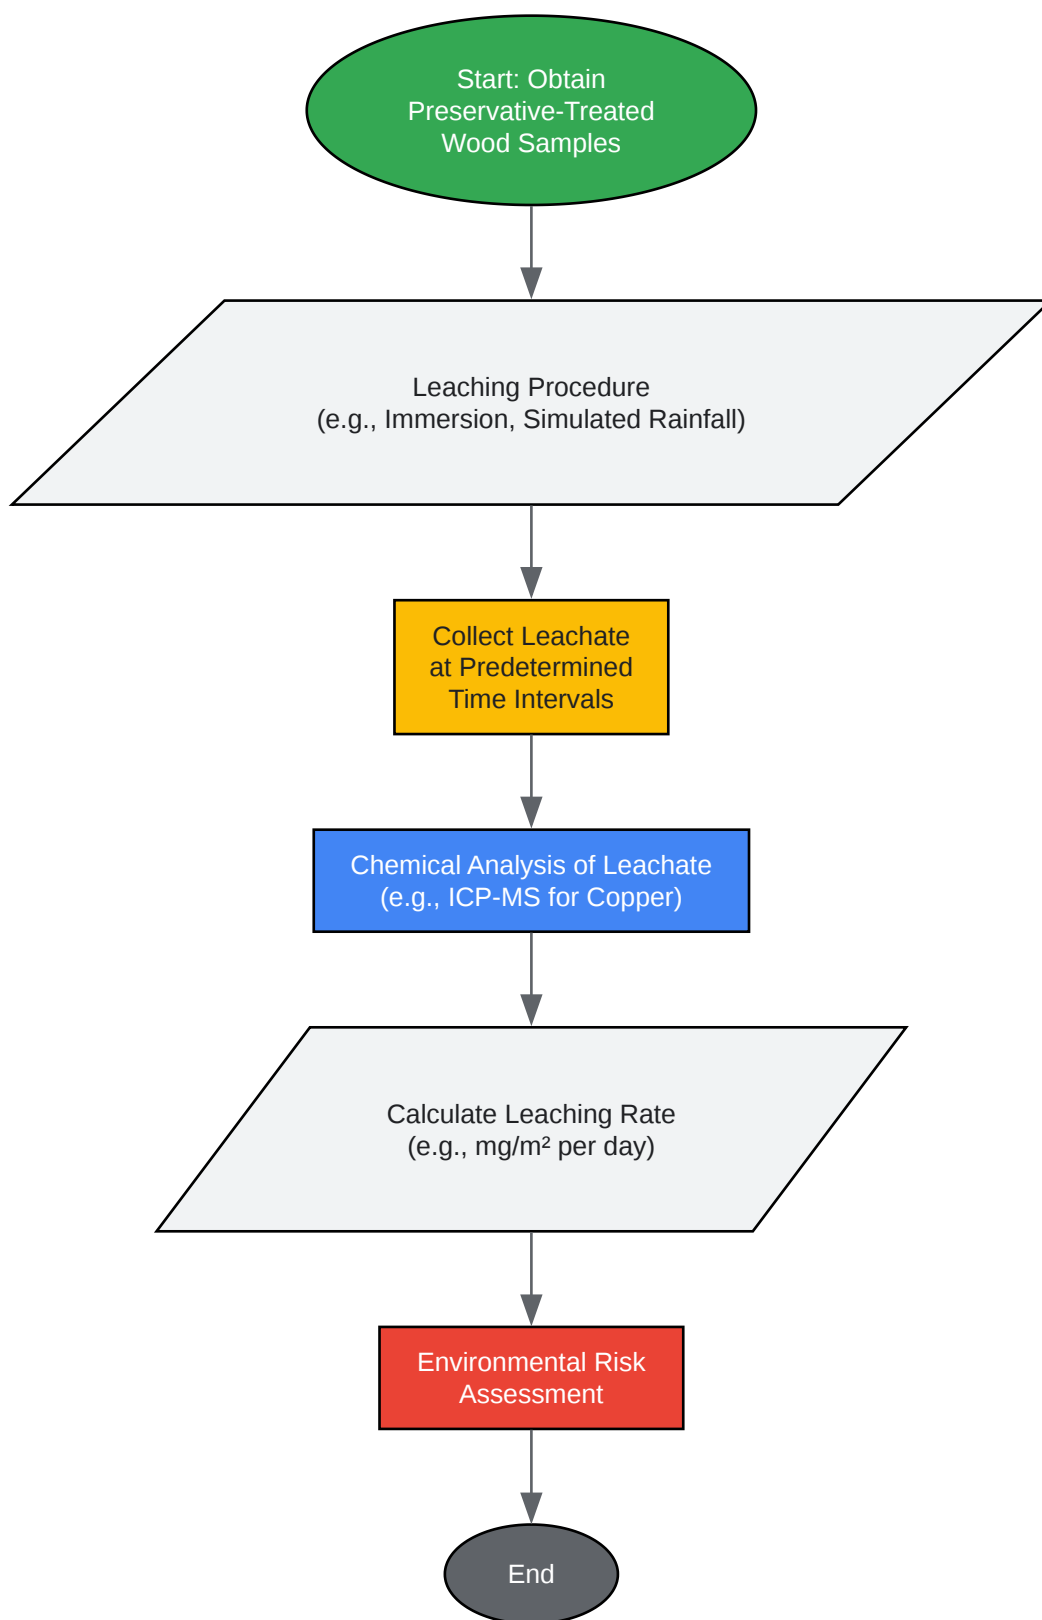 Start: Obtain
Preservative-Treated
Wood Samples
Leaching Procedure
(e.g., Immersion, Simulated Rainfall)
Collect Leachate
at Predetermined
Time Intervals
Chemical Analysis of Leachate
(e.g., ICP-MS for Copper)
Calculate Leaching Rate
(e.g., mg/m² per day)
Environmental Risk
Assessment
End